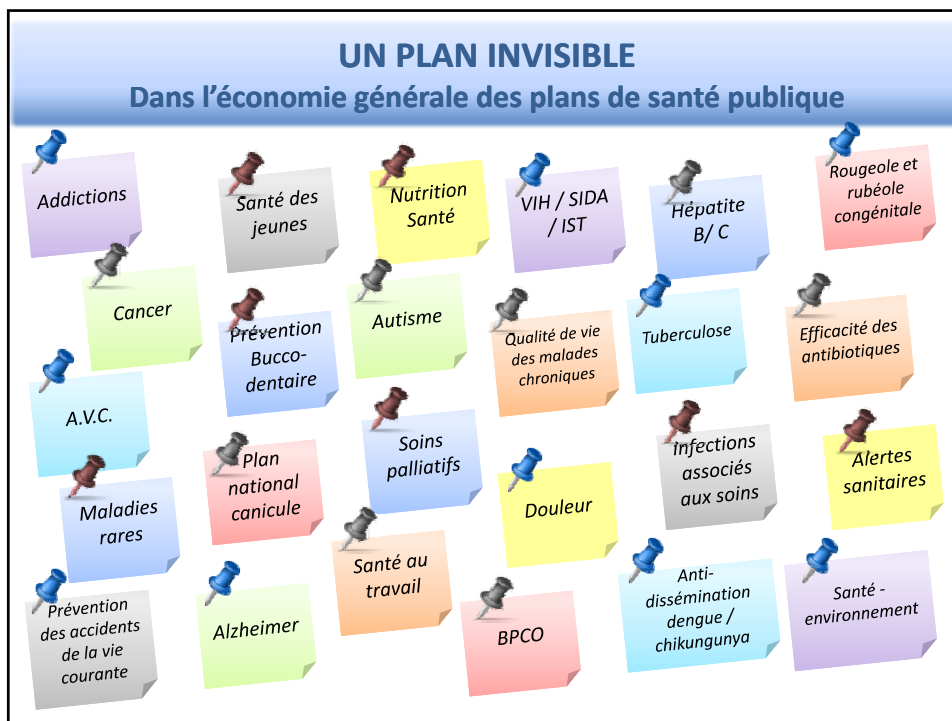 UN PLAN INVISIBLE
Dans l’économie générale des plans de santé publique
Addictions
Santé des
jeunes
Nutrition
Santé
VIH / SIDA
/ IST
Hépatite
B/ C
Rougeole et
rubéole
congénitale
Cancer
Prévention
Bucco-
dentaire
Autisme
Qualité de vie
des malades
chroniques
Tuberculose
Efficacité des
antibiotiques
A.V.C.
Maladies
rares
Plan
national
canicule
Soins
palliatifs
Douleur
Infections
associés
aux soins
Alertes
sanitaires
Prévention
des accidents
de la vie
courante
Alzheimer
Santé au
travail
BPCO
Anti-
dissémination
dengue /
chikungunya
Santé -
environnement